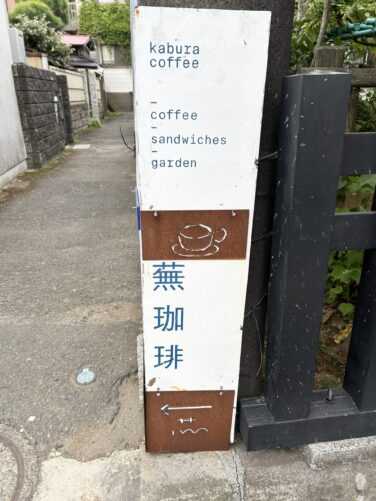 kabura
coffee
–
coffee
–
sandwiches
–
garden
蕪
珈
琲
←